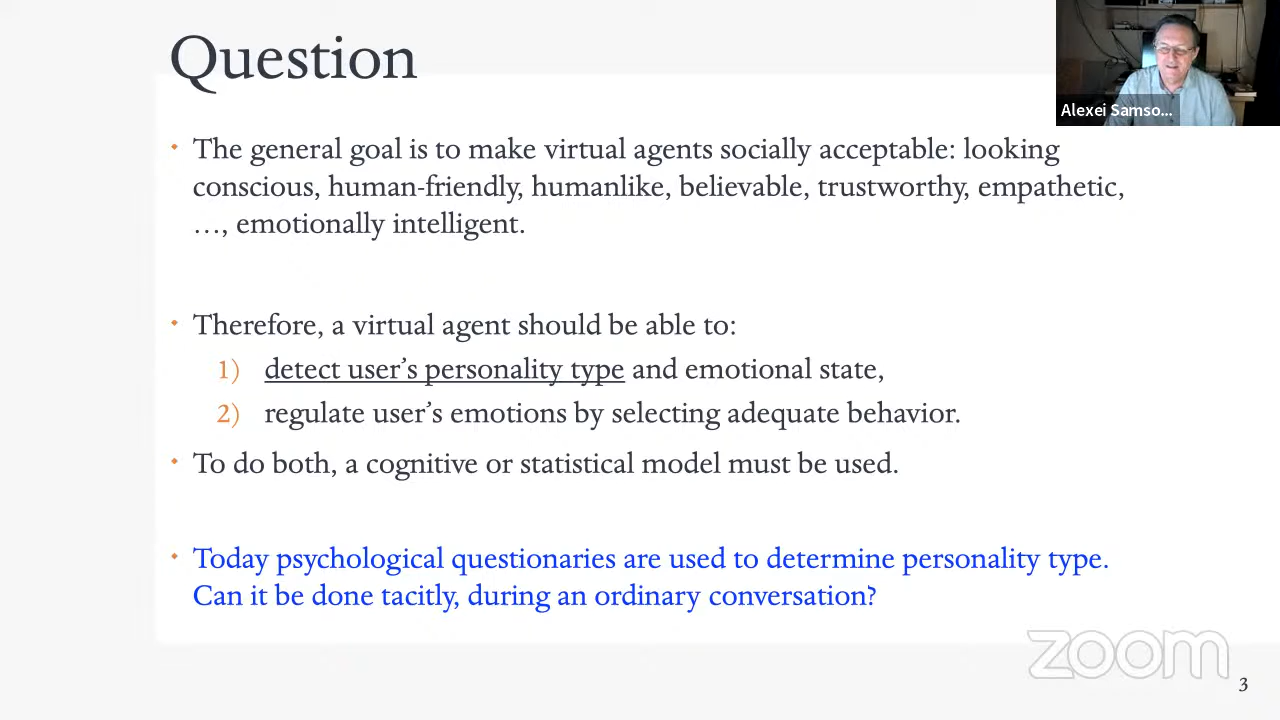 Question
Alexei Samso...
• The general goal is to make virtual agents socially acceptable: looking
conscious, human-friendly, humanlike, believable, trustworthy, empathetic,
…, emotionally intelligent.
• Therefore, a virtual agent should be able to:
1) detect user’s personality type and emotional state,
2) regulate user’s emotions by selecting adequate behavior.
• To do both, a cognitive or statistical model must be used.
• Today psychological questionaries are used to determine personality type.
Can it be done tacitly, during an ordinary conversation?
zoom
3